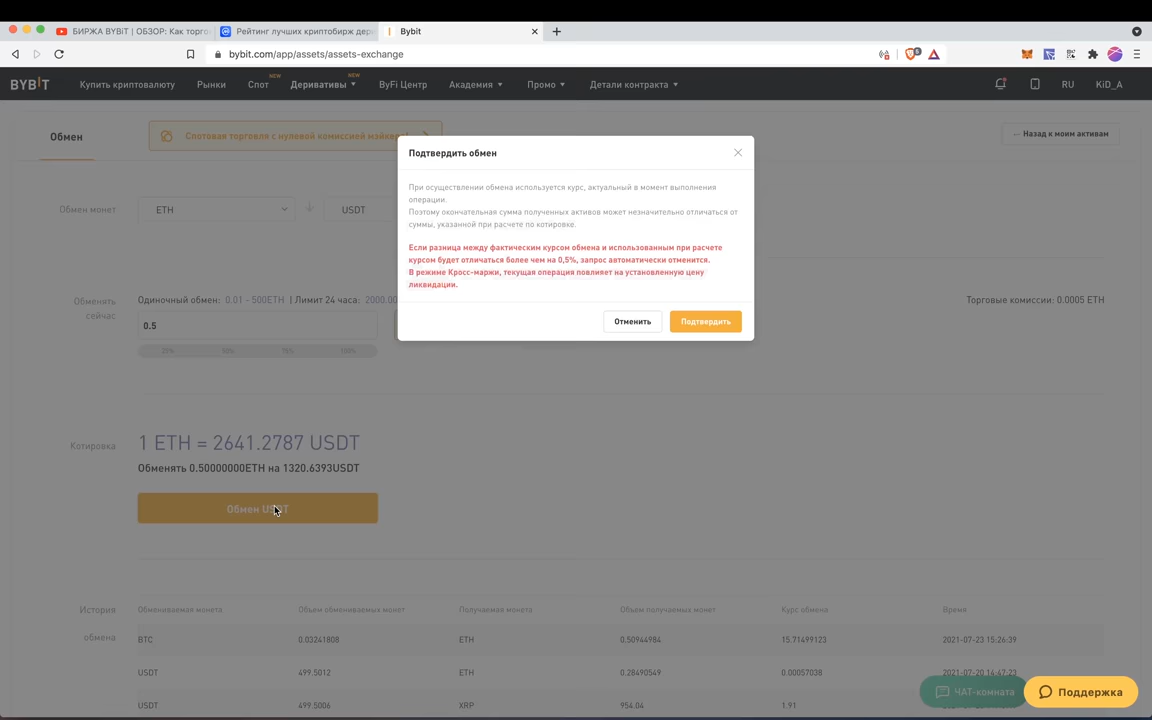 БИРЖА BYBiT | ОБЗОР: Как торго
Рейтинг лучших криптобирж дери
Bybit
bybit.com/app/assets/assets-exchange
BYBIT
Купить криптовалюту
Рынки
Спот
NEW
Деривативы
NEW
ByFi Центр
Академия
Промо
Детали контракта
RU
KiD_A
Обмен
Спотовая торговля с нулевой комиссией мэйкера!
← Назад к моим активам
Подтвердить обмен
При осуществлении обмена используется курс, актуальный в момент выполнения
операции.
Поэтому окончательная сумма полученных активов может незначительно отличаться от
суммы, указанной при расчете по котировке.
Если разница между фактическим курсом обмена и использованным при расчете
курсом будет отличаться более чем на 0,5%, запрос автоматически отменится.
В режиме Кросс-маржи, текущая операция повлияет на установленную цену
ликвидации.
Отменить
Подтвердить
Обмен монет
ETH
USDT
Обменять
сейчас
Одиночный обмен: 0.01 - 500ETH | Лимит 24 часа: 2000.00
Торговые комиссии: 0.0005 ETH
0.5
25%
50%
75%
100%
Котировка
1 ETH = 2641.2787 USDT
Обменять 0.50000000ETH на 1320.6393USDT
Обмен USDT
История
обмена
Обмениваемая монета
Объем обмениваемых монет
Получаемая монета
Объем получаемых монет
Курс обмена
Время
BTC
0.03241808
ETH
0.50944984
15.71499123
2021-07-23 15:26:39
USDT
499.5012
ETH
0.28490549
0.00057038
2021-07-20 16:47:23
USDT
499.5006
XRP
954.04
1.91
ЧАТ-комната
Поддержка